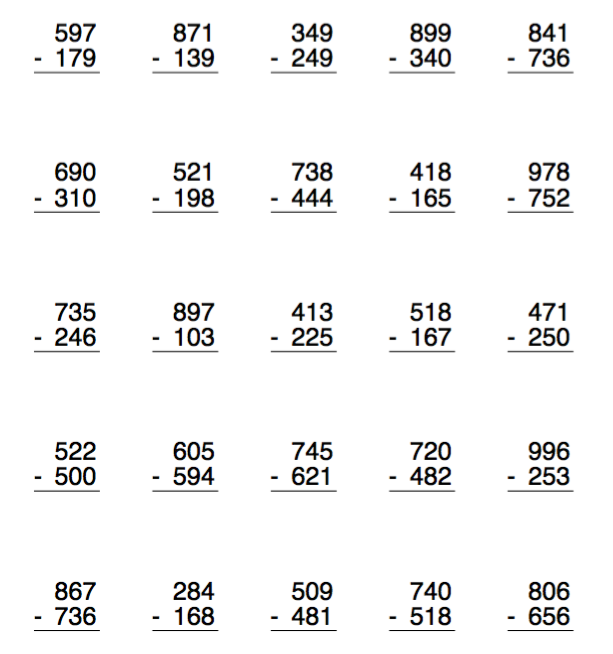 597 871 349 899 841
- 179 - 139 - 249 - 340 - 736
690 521 738 418 978
- 310 - 198 - 444 - 165 - 752
735 897 413 518 471
- 246 - 103 - 225 - 167 - 250
522 605 745 720 996
- 500 - 594 - 621 - 482 - 253
867 284 509 740 806
- 736 - 168 - 481 - 518 - 656